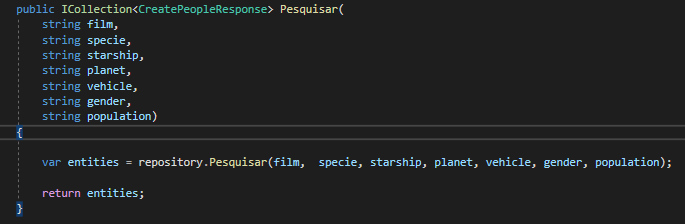 public ICollection<CreatePeopleResponse> Pesquisar(
string film,
string specie,
string starship,
string planet,
string vehicle,
string gender,
string population)
{
var entities = repository.Pesquisar(film,  specie, starship, planet, vehicle, gender, population);
return entities;
}